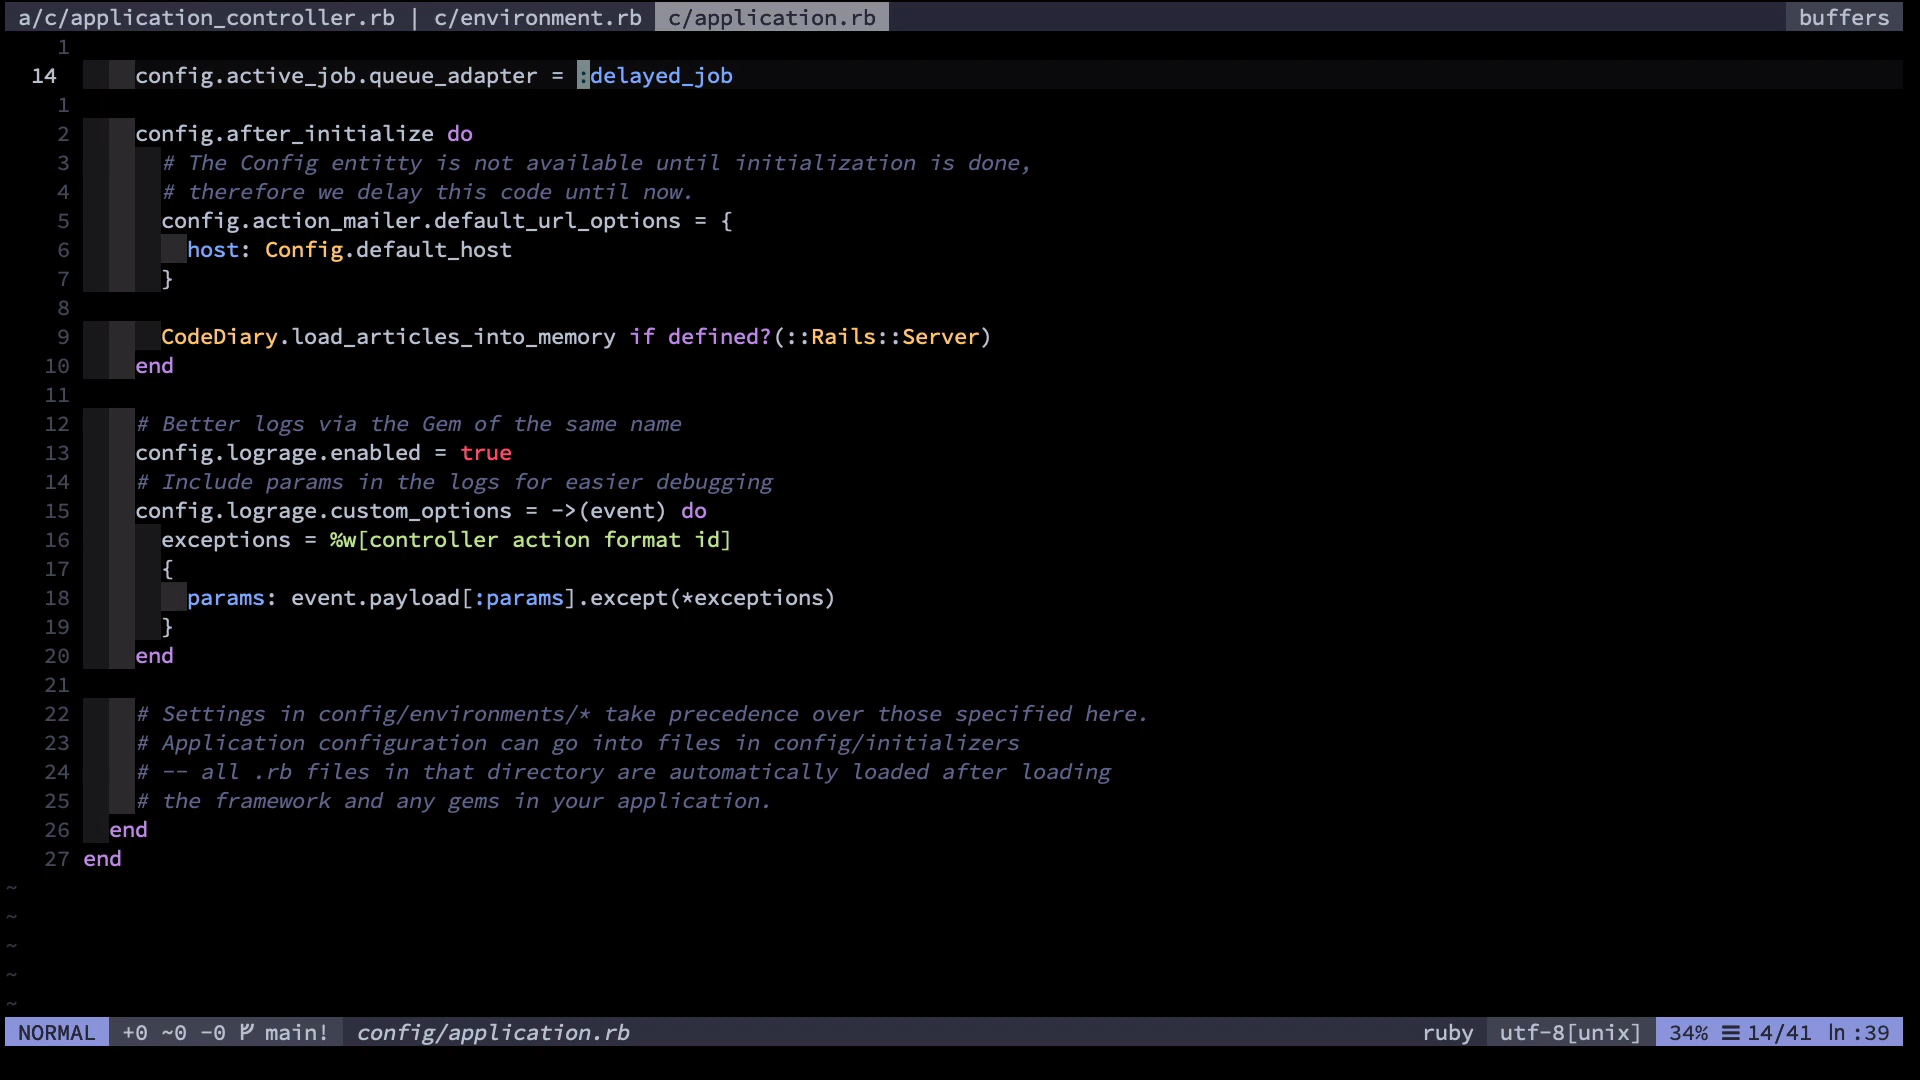 a/c/application_controller.rb | c/environment.rb c/application.rb buffers
1
14 config.active_job.queue_adapter = :delayed_job
1
2 config.after_initialize do
3 # The Config entitty is not available until initialization is done,
4 # therefore we delay this code until now.
5 config.action_mailer.default_url_options = {
6 host: Config.default_host
7 }
8
9 CodeDiary.load_articles_into_memory if defined?(::Rails::Server)
10 end
11
12 # Better logs via the Gem of the same name
13 config.lograge.enabled = true
14 # Include params in the logs for easier debugging
15 config.lograge.custom_options = ->(event) do
16 exceptions = %w[controller action format id]
17 {
18 params: event.payload[:params].except(*exceptions)
19 }
20 end
21
22 # Settings in config/environments/* take precedence over those specified here.
23 # Application configuration can go into files in config/initializers
24 # -- all .rb files in that directory are automatically loaded after loading
25 # the framework and any gems in your application.
26 end
27 end
~
~
~
~
~
NORMAL +0 ~0 -0 main! config/application.rb ruby utf-8[unix] 34% ☰ 14/41 ln :39